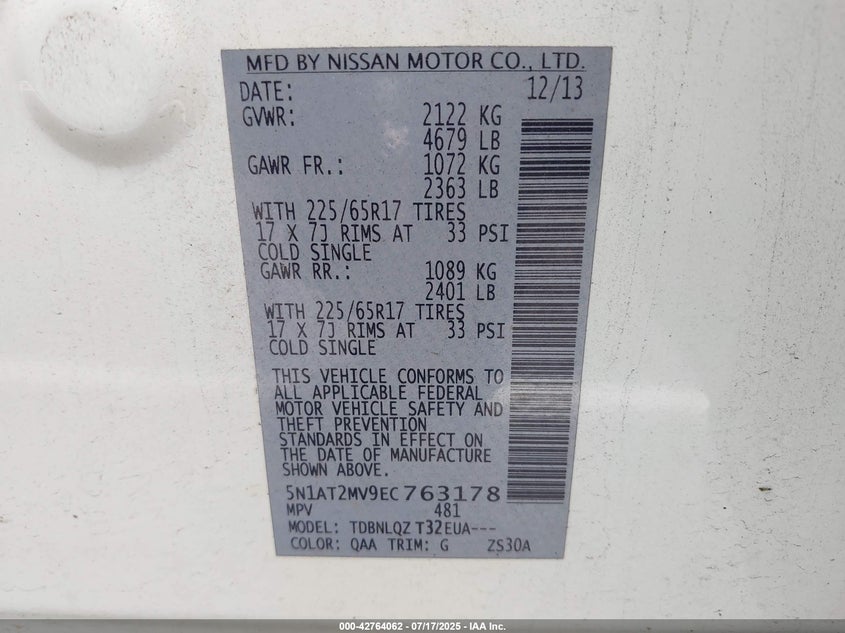 MFD BY NISSAN MOTOR CO., LTD.
DATE: 12/13
GVWR: 2122 KG
4679 LB
GAWR FR.: 1072 KG
2363 LB
WITH 225/65R17 TIRES
17 X 7J RIMS AT 33 PSI
COLD SINGLE
GAWR RR.: 1089 KG
2401 LB
WITH 225/65R17 TIRES
17 X 7J RIMS AT 33 PSI
COLD SINGLE
THIS VEHICLE CONFORMS TO
ALL APPLICABLE FEDERAL
MOTOR VEHICLE SAFETY AND
THEFT PREVENTION
STANDARDS IN EFFECT ON
THE DATE OF MANUFACTURE
SHOWN ABOVE.
5N1AT2MV9EC763178
MPV 481
MODEL: TDBNLQZ T32EUA---
COLOR: QAA TRIM: G ZS30A
000-42764062 - 07/17/2025 - IAA Inc.